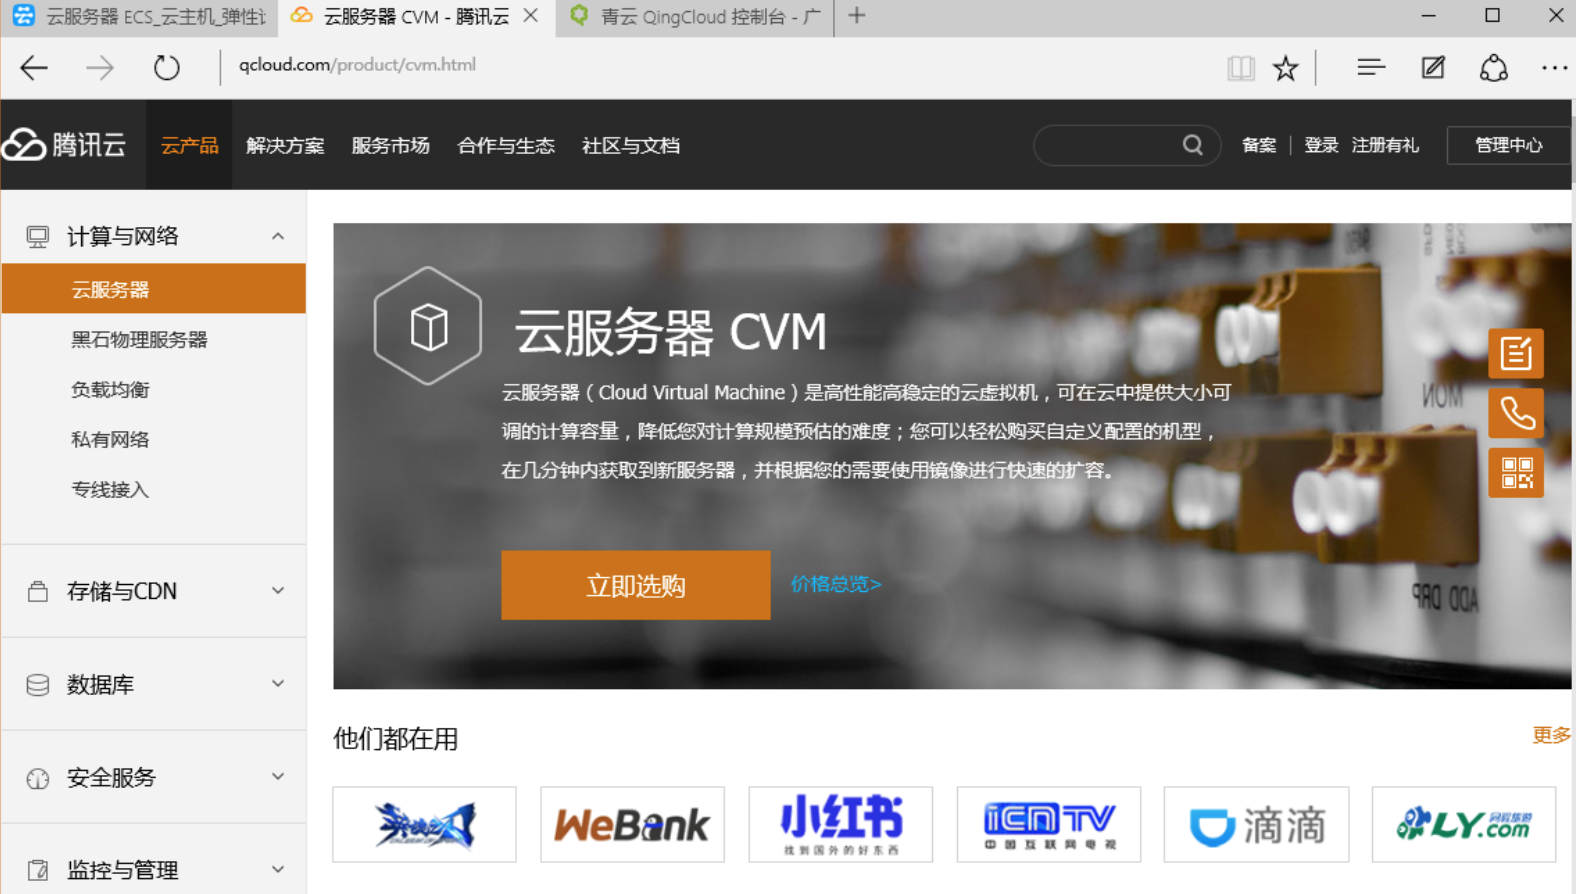 云服务器 ECS_云主机_弹性
云服务器 CVM - 腾讯云
青云 QingCloud 控制台 - 广
qcloud.com/product/cvm.html
腾讯云
云产品
解决方案
服务市场
合作与生态
社区与文档
备案
登录
注册有礼
管理中心
计算与网络
云服务器
黑石物理服务器
负载均衡
私有网络
专线接入
存储与CDN
数据库
安全服务
监控与管理
云服务器 CVM
云服务器（Cloud Virtual Machine）是高性能高稳定的云虚拟机，可在云中提供大小可
调的计算容量，降低您对计算规模预估的难度；您可以轻松购买自定义配置的机型，
在几分钟内获取到新服务器，并根据您的需要使用镜像进行快速的扩容。
立即选购
价格总览>
MON
ADD DRP
他们都在用
更多
WeBank
小红书
找到国外的好东西
iCNTV
中国互联网电视
滴滴
LY.com
同程旅游